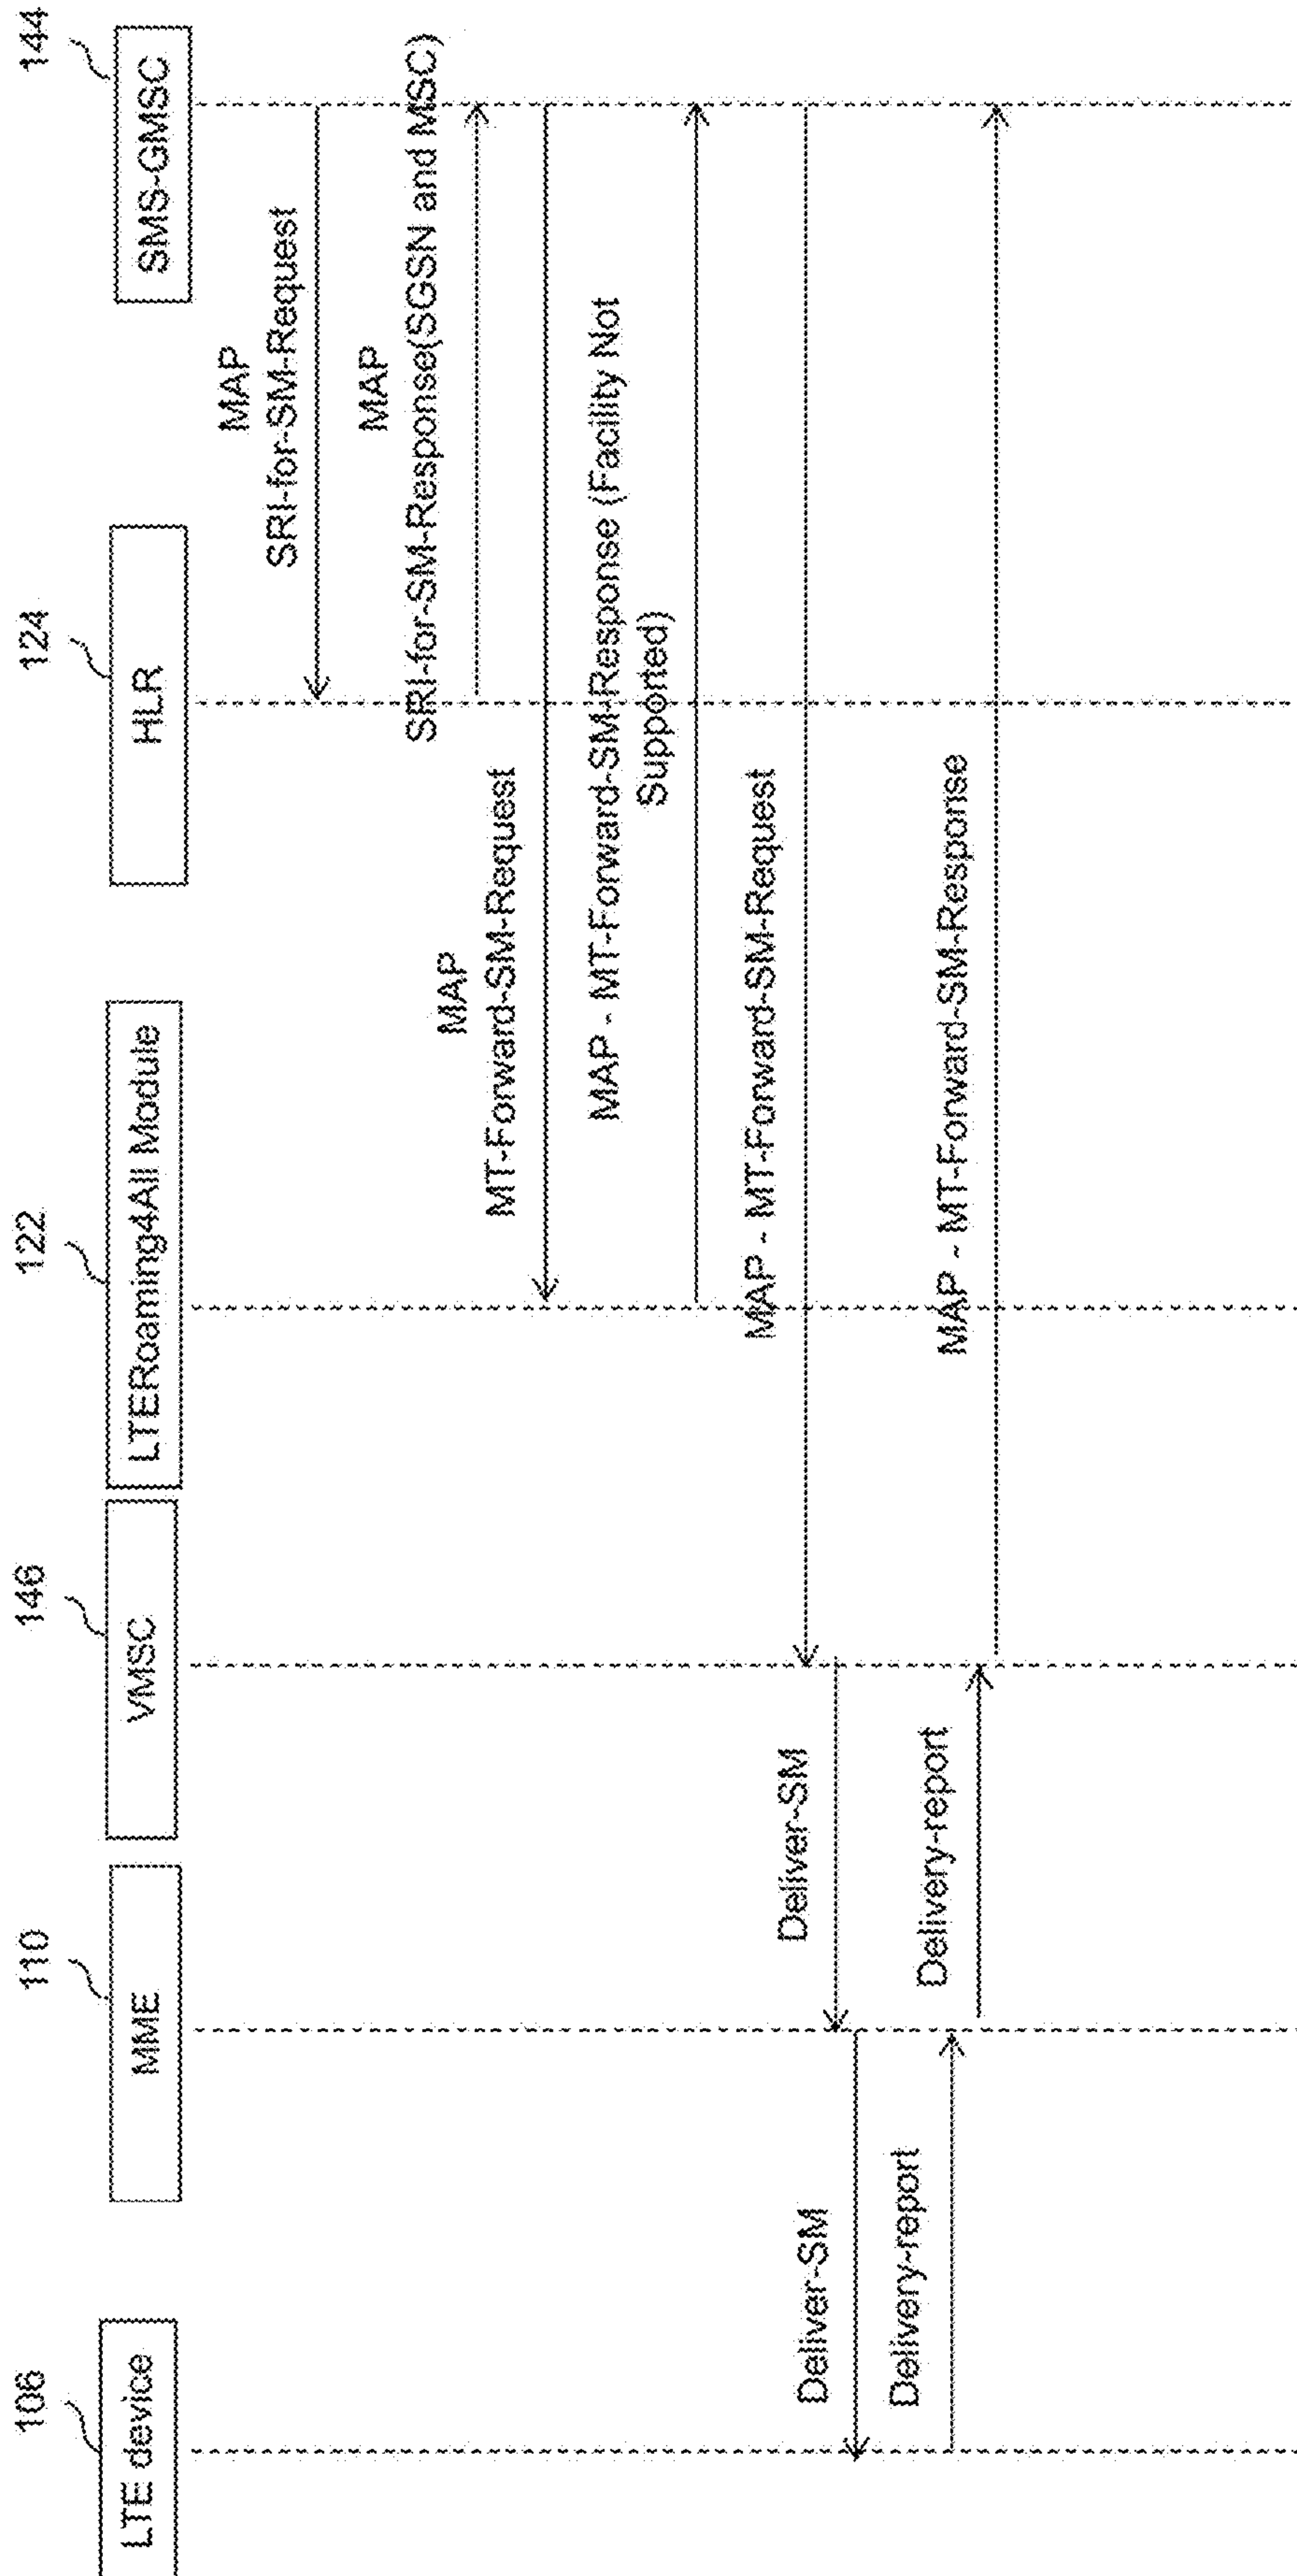 106
LTE device
110
MME
146
VMSC
122
LTERoaming4All Module
124
HLR
144
SMS-GMSC
MAP
SRI-for-SM-Request
MAP
SRI-for-SM-Response(SGSN and MSC)
MAP
MT-Forward-SM-Request
MAP - MT-Forward-SM-Response (Facility Not
Supported)
MAP - MT-Forward-SM-Request
Deliver-SM
Deliver-SM
Delivery-report
Delivery-report
MAP - MT-Forward-SM-Response